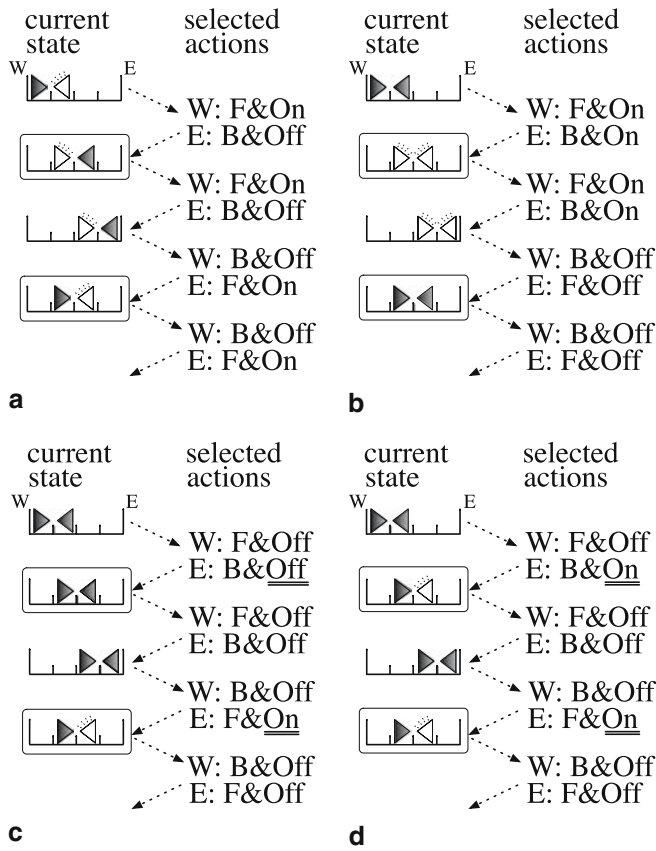 current state
selected actions
W E
W: F&On
E: B&Off
W: F&On
E: B&Off
W: B&Off
E: F&On
W: B&Off
E: F&On
a
current state
selected actions
W E
W: F&On
E: B&On
W: F&On
E: B&On
W: B&Off
E: F&Off
W: B&Off
E: F&Off
b
current state
selected actions
W E
W: F&Off
E: B&Off
W: F&Off
E: B&Off
W: B&Off
E: F&On
W: B&Off
E: F&Off
c
current state
selected actions
W E
W: F&Off
E: B&On
W: F&Off
E: B&Off
W: B&Off
E: F&On
W: B&Off
E: F&Off
d